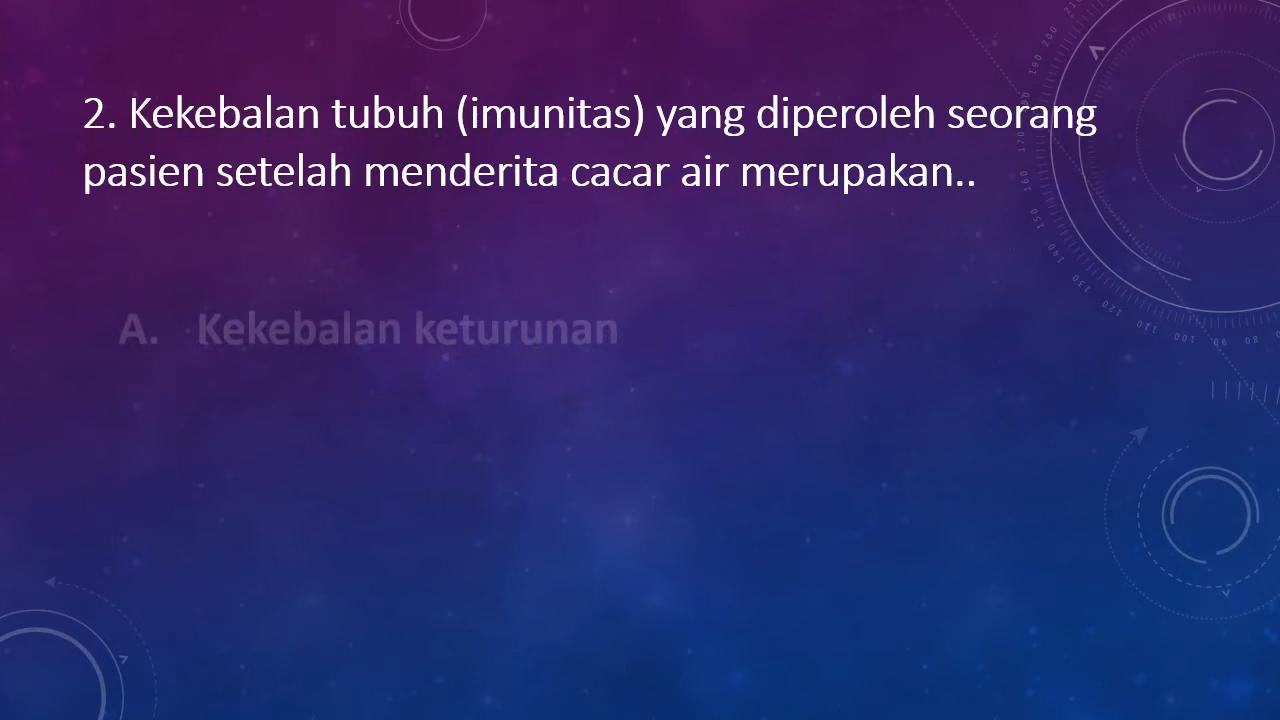 2. Kekebalan tubuh (imunitas) yang diperoleh seorang
pasien setelah menderita cacar air merupakan..
A. Kekebalan keturunan